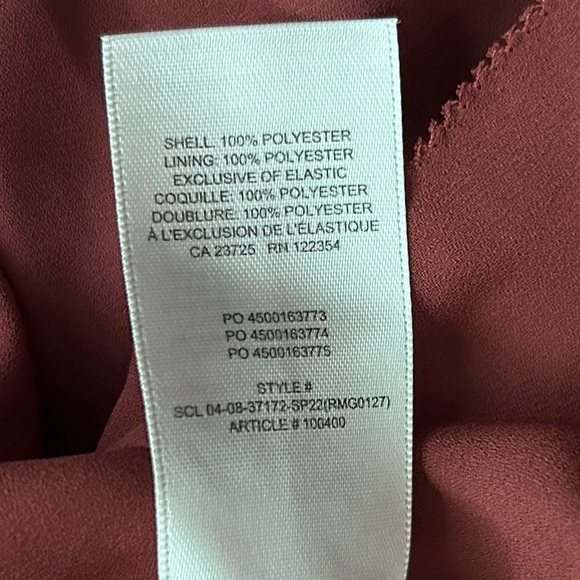 SHELL: 100% POLYESTER
LINING: 100% POLYESTER
EXCLUSIVE OF ELASTIC
COQUILLE: 100% POLYESTER
DOUBLURE: 100% POLYESTER
À L'EXCLUSION DE L'ÉLASTIQUE
CA 23725 RN 122354
PO 4500163773
PO 4500163774
PO 4500163775
STYLE #
SCL 04-08-37172-SP22(RMG0127)
ARTICLE # 100400